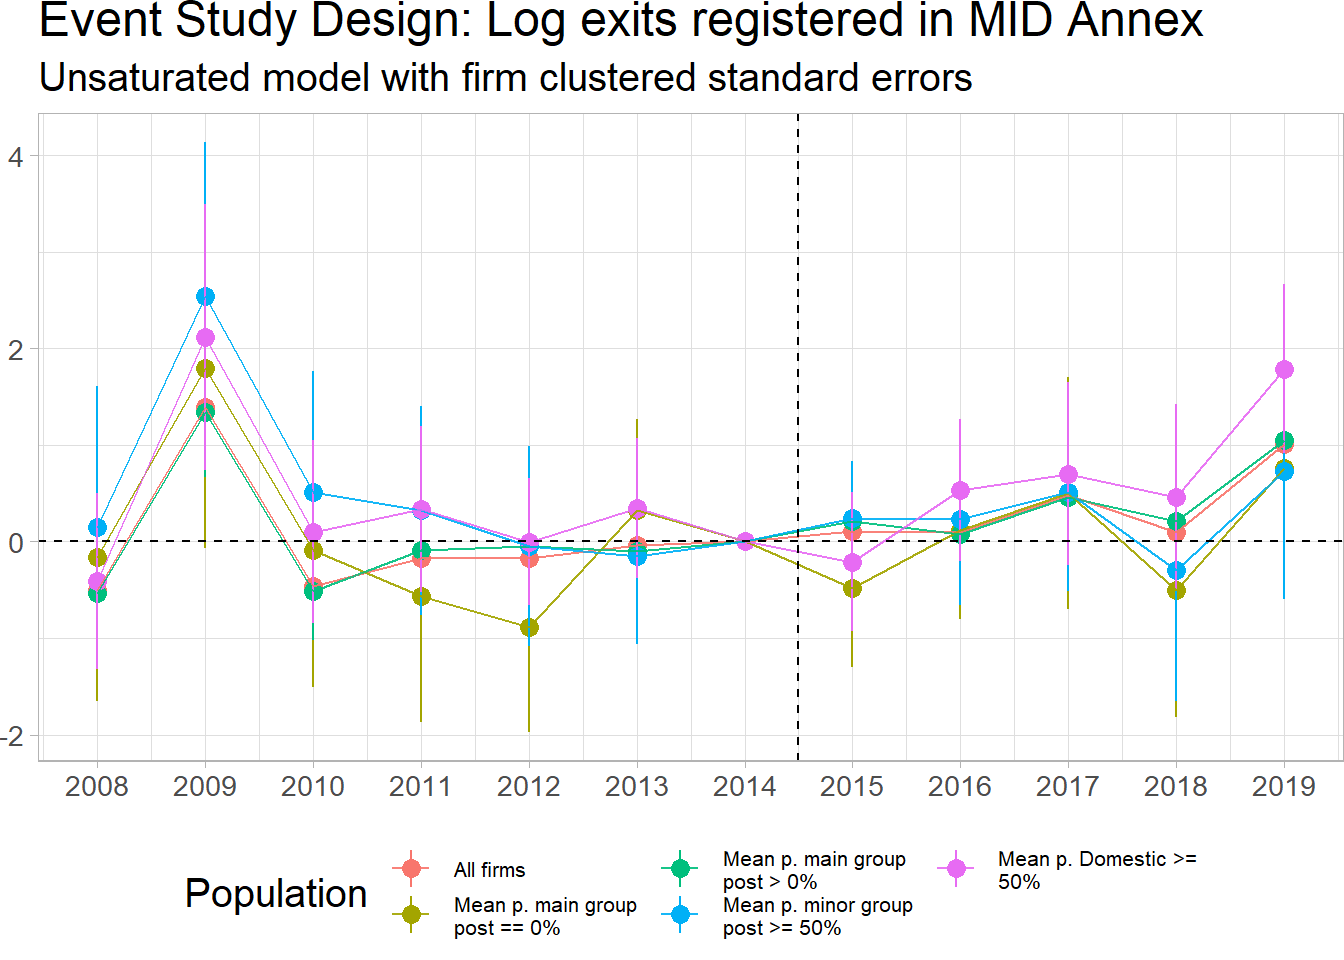 Event Study Design: Log exits registered in MID Annex
Unsaturated model with firm clustered standard errors
4
2
0
-2
2008 2009 2010 2011 2012 2013 2014 2015 2016 2017 2018 2019
Population
All firms
Mean p. main group
post == 0%
Mean p. main group
post > 0%
Mean p. minor group
post >= 50%
Mean p. Domestic >=
50%